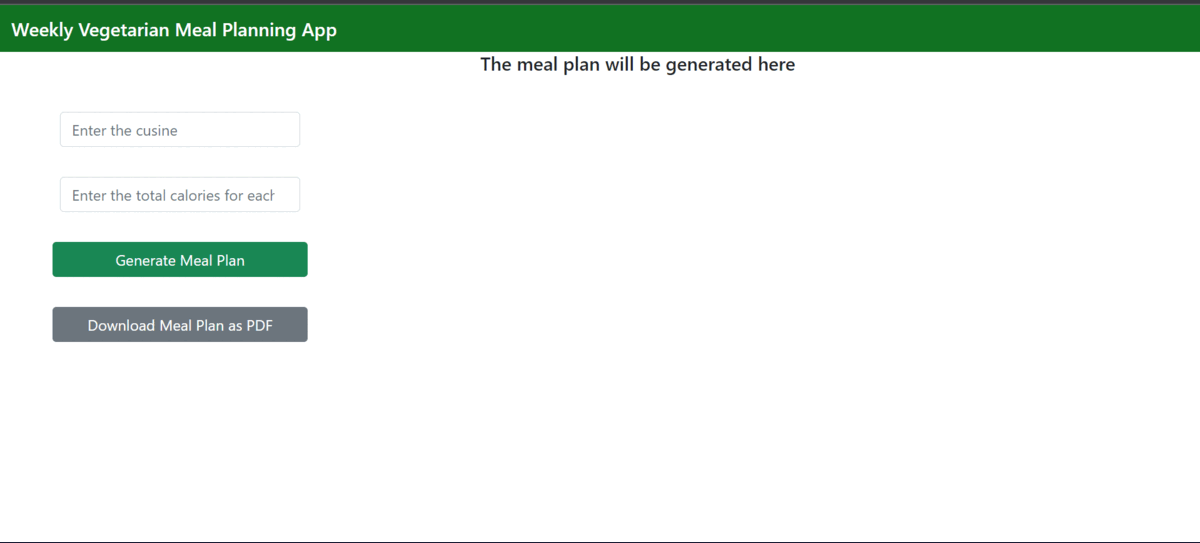 Weekly Vegetarian Meal Planning App
The meal plan will be generated here
Enter the cusine
Enter the total calories for each
Generate Meal Plan
Download Meal Plan as PDF